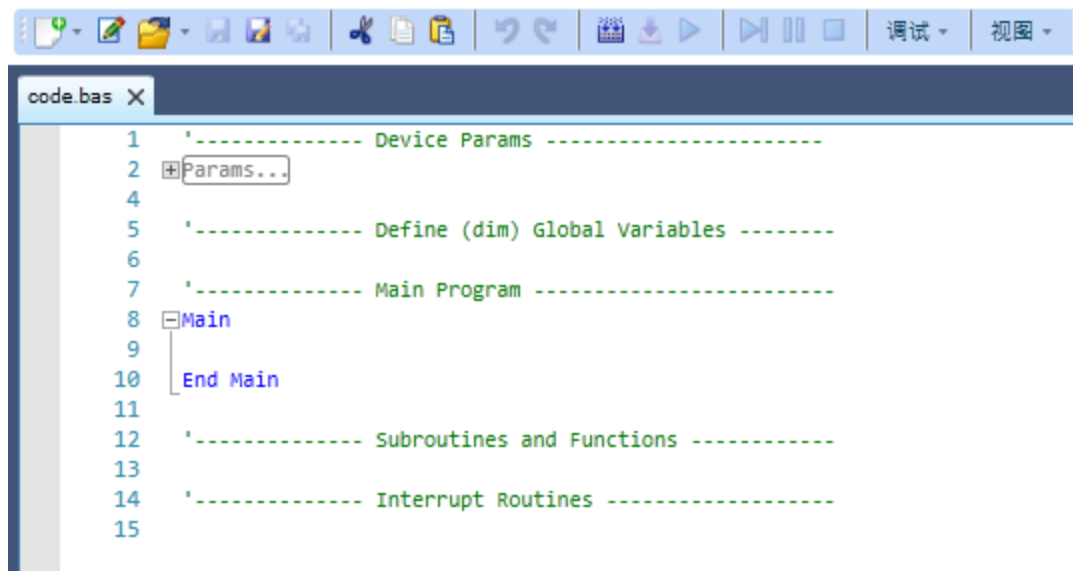 调试 视图
code.bas
1 '-------------- Device Params -----------------------
2 Params...
4
5 '-------------- Define (dim) Global Variables --------
6
7 '-------------- Main Program -------------------------
8 Main
9
10 End Main
11
12 '-------------- Subroutines and Functions ------------
13
14 '-------------- Interrupt Routines -------------------
15